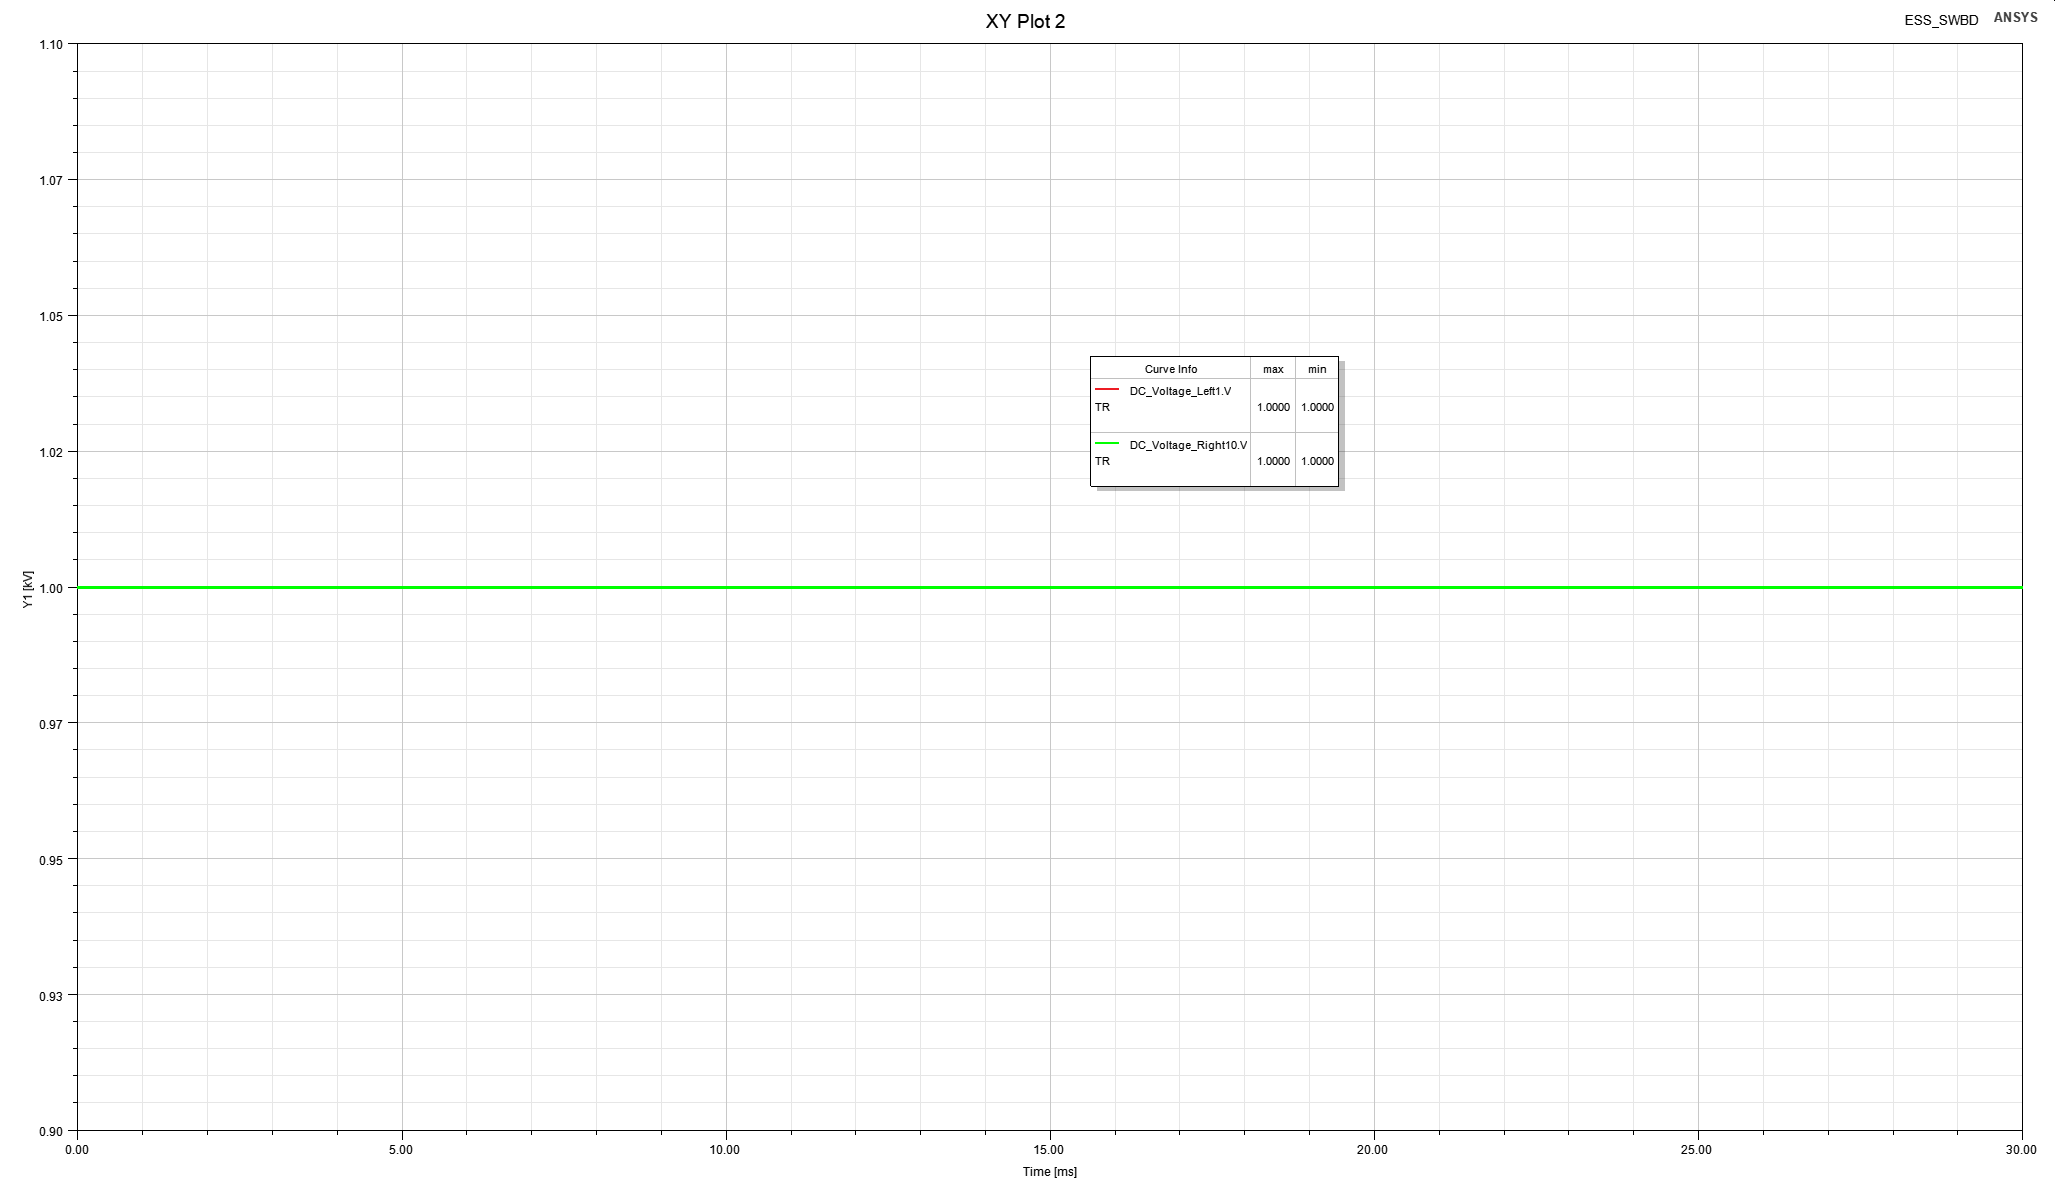 XY Plot 2
ESS_SWBD
ANSYS
1.10
1.07
1.05
1.02
1.00
0.97
0.95
0.93
0.90
Y1 [kV]
Curve Info max min
DC_Voltage_Left1.V
TR 1.0000 1.0000
DC_Voltage_Right10.V
TR 1.0000 1.0000
0.00 5.00 10.00 15.00 20.00 25.00 30.00
Time [ms]